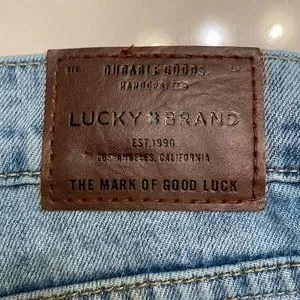 DURABLE GOODS
HANDCRAFTED
LUCKY BRAND
EST. 1990
LOS ANGELES, CALIFORNIA
THE MARK OF GOOD LUCK